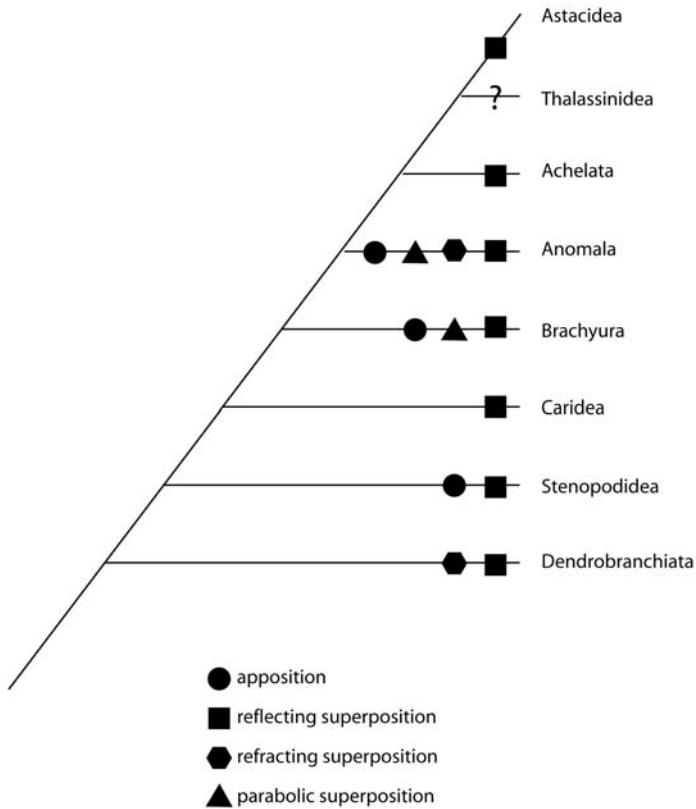 Astacidea
?
Thalassinidea
Achelata
Anomala
Brachyura
Caridea
Stenopodidea
Dendrobranchiata
apposition
reflecting superposition
refracting superposition
parabolic superposition